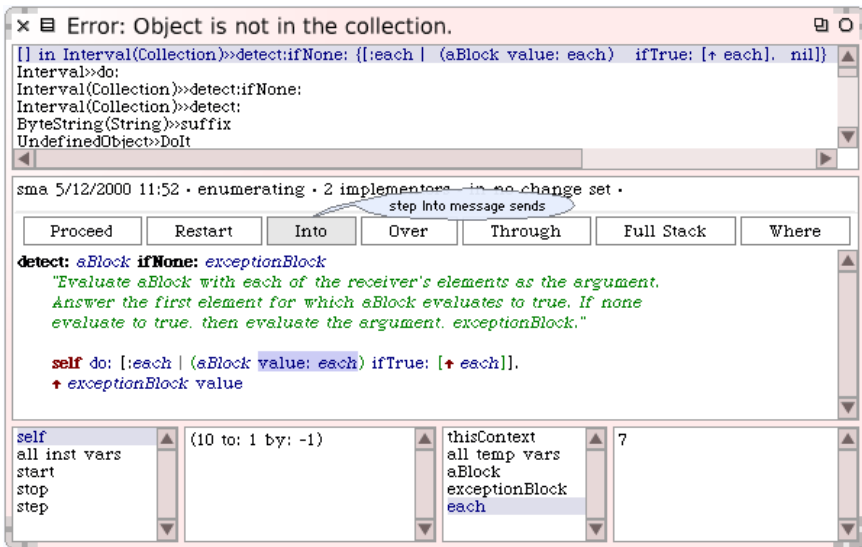 Error: Object is not in the collection.
[] in Interval(Collection)>>detect:ifNone: {[:each | (aBlock value: each) ifTrue: [↑ each]. nil]}
Interval>>do:
Interval(Collection)>>detect:ifNone:
Interval(Collection)>>detect:
ByteString(String)>>suffix
UndefinedObject>>DoIt
sma 5/12/2000 11:52 · enumerating · 2 implementors · in no change set ·
step Into message sends
Proceed Restart Into Over Through Full Stack Where
detect: aBlock ifNone: exceptionBlock
"Evaluate aBlock with each of the receiver's elements as the argument.
Answer the first element for which aBlock evaluates to true. If none
evaluate to true, then evaluate the argument, exceptionBlock."
self do: [:each | (aBlock value: each) ifTrue: [↑ each]].
↑ exceptionBlock value
self
all inst vars
start
stop
step
(10 to: 1 by: -1)
thisContext
all temp vars
aBlock
exceptionBlock
each
7